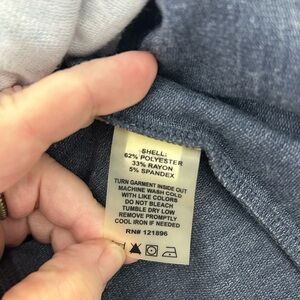 SHELL:
62% POLYESTER
33% RAYON
5% SPANDEX
TURN GARMENT INSIDE OUT
MACHINE WASH COLD
WITH LIKE COLORS
DO NOT BLEACH
TUMBLE DRY LOW
REMOVE PROMPTLY
COOL IRON IF NEEDED
RN# 121896